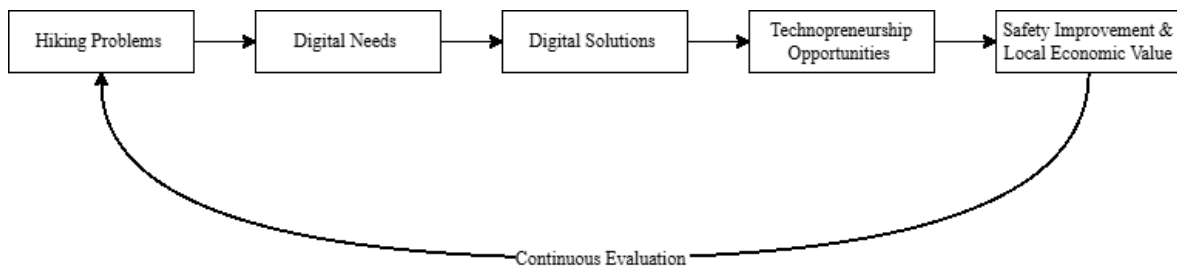 Hiking Problems
Digital Needs
Digital Solutions
Technopreneurship
Opportunities
Safety Improvement &
Local Economic Value
Continuous Evaluation